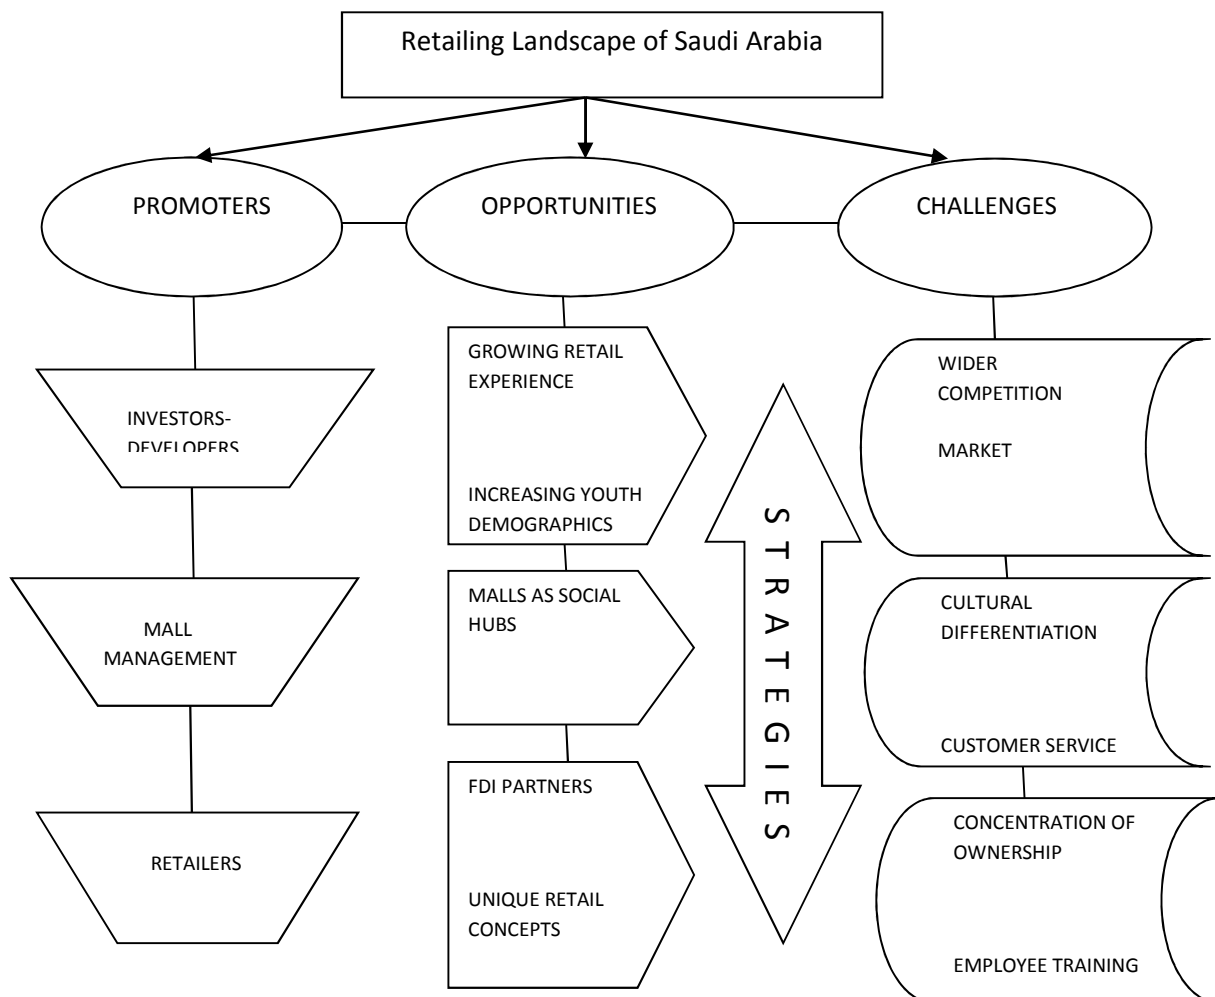 Retailing Landscape of Saudi Arabia
PROMOTERS
OPPORTUNITIES
CHALLENGES
INVESTORS-
DEVELOPERS
MALL
MANAGEMENT
RETAILERS
GROWING RETAIL
EXPERIENCE
INCREASING YOUTH
DEMOGRAPHICS
MALLS AS SOCIAL
HUBS
FDI PARTNERS
UNIQUE RETAIL
CONCEPTS
STRATEGIES
WIDER
COMPETITION
MARKET
CULTURAL
DIFFERENTIATION
CUSTOMER SERVICE
CONCENTRATION OF
OWNERSHIP
EMPLOYEE TRAINING